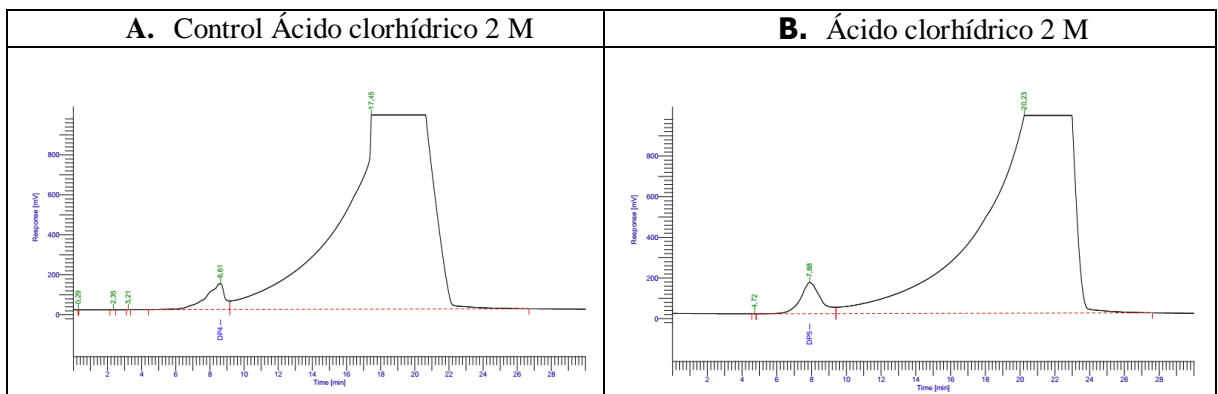 A. Control Ácido clorhídrico 2 M
B. Ácido clorhídrico 2 M
17,45
800
600
400
200
0
Response [mV]
-0,29
-2,35
-3,21
-8,61
DP4
2 4 6 8 10 12 14 16 18 20 22 24 26 28
Time [min]
20,23
800
600
400
200
0
Response [mV]
-4,72
-7,88
DP5
2 4 6 8 10 12 14 16 18 20 22 24 26 28
Time [min]